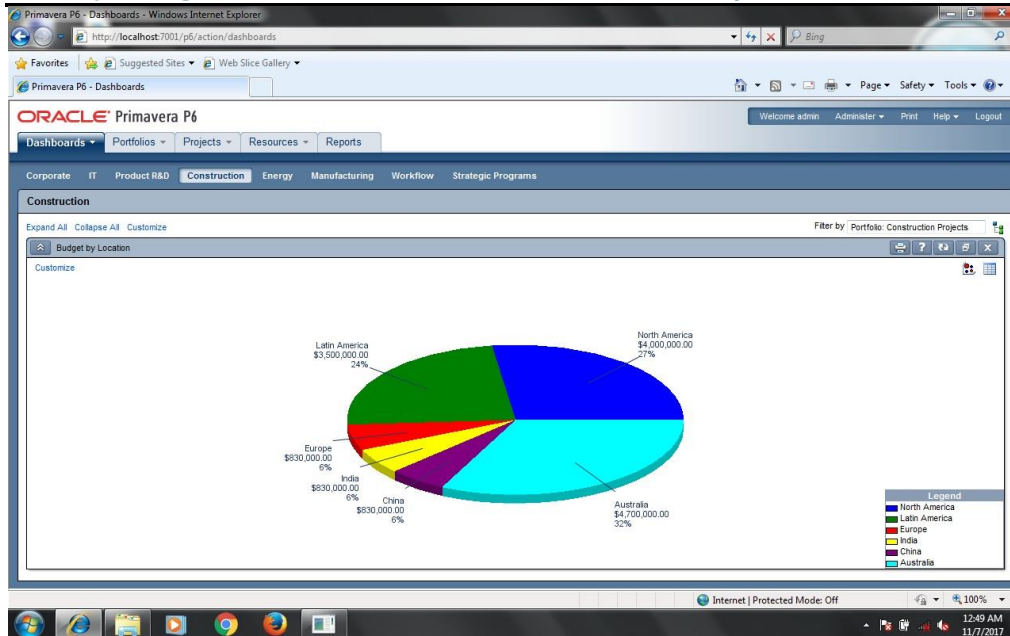 Primavera P6 - Dashboards - Windows Internet Explorer
http://localhost:7001/p6/action/dashboards
Bing
Favorites Suggested Sites Web Slice Gallery
Primavera P6 - Dashboards
Page Safety Tools
ORACLE Primavera P6
Welcome admin Administer Print Help Logout
Dashboards Portfolios Projects Resources Reports
Corporate IT Product R&D Construction Energy Manufacturing Workflow Strategic Programs
Construction
Expand All Collapse All Customize
Filter by Portfolio: Construction Projects
Budget by Location
Customize
North America
$4,000,000.00
27%
Latin America
$3,500,000.00
24%
Europe
$830,000.00
6%
India
$830,000.00
6%
China
$830,000.00
6%
Australia
$4,700,000.00
32%
Legend
North America
Latin America
Europe
India
China
Australia
Internet | Protected Mode: Off
100%
12:49 AM
11/7/2017